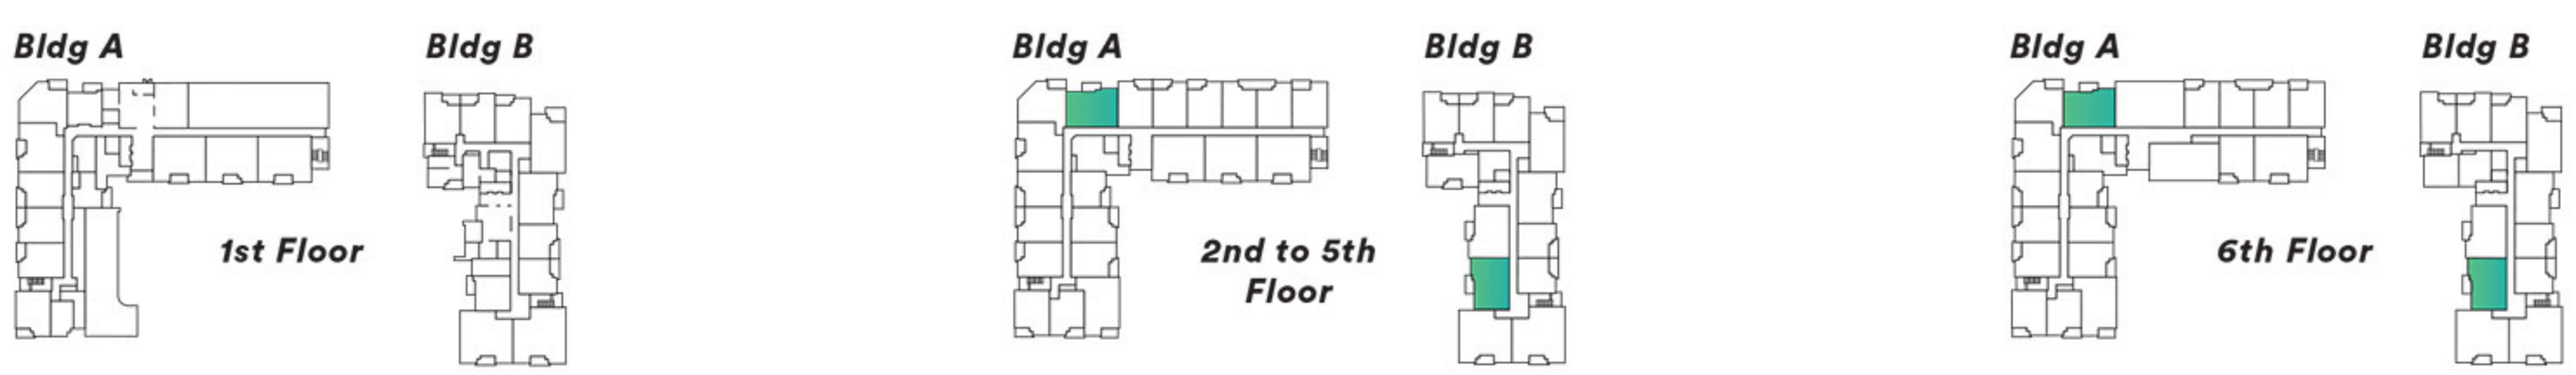 Bldg A
Bldg B
1st Floor
Bldg A
Bldg B
2nd to 5th
Floor
Bldg A
Bldg B
6th Floor